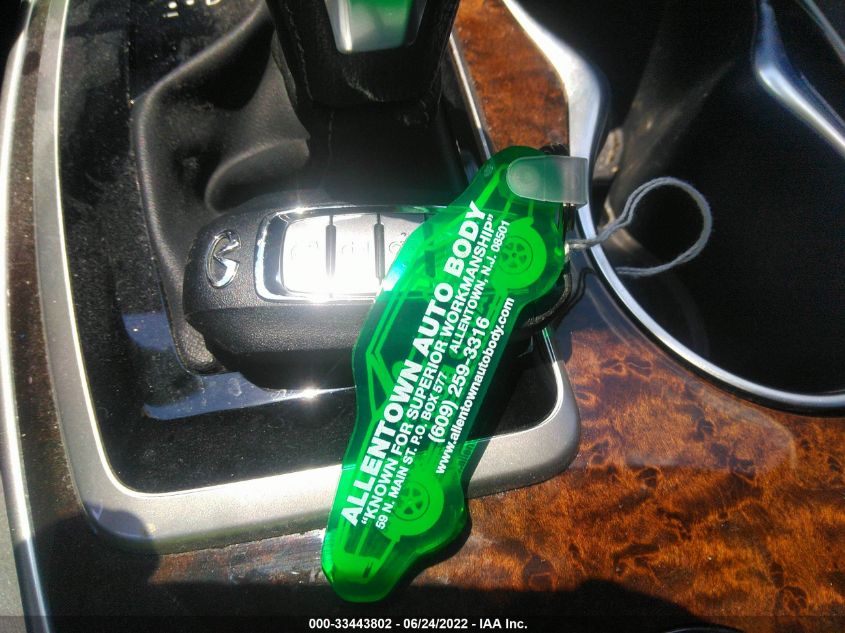 ALLENTOWN AUTO BODY
"KNOWN FOR SUPERIOR WORKMANSHIP"
59 N. MAIN ST. P.O. BOX 577 ALLENTOWN, N.J. 08501
(609) 259-3316
www.allentownautobody.com
000-33443802 - 06/24/2022 - IAA Inc.